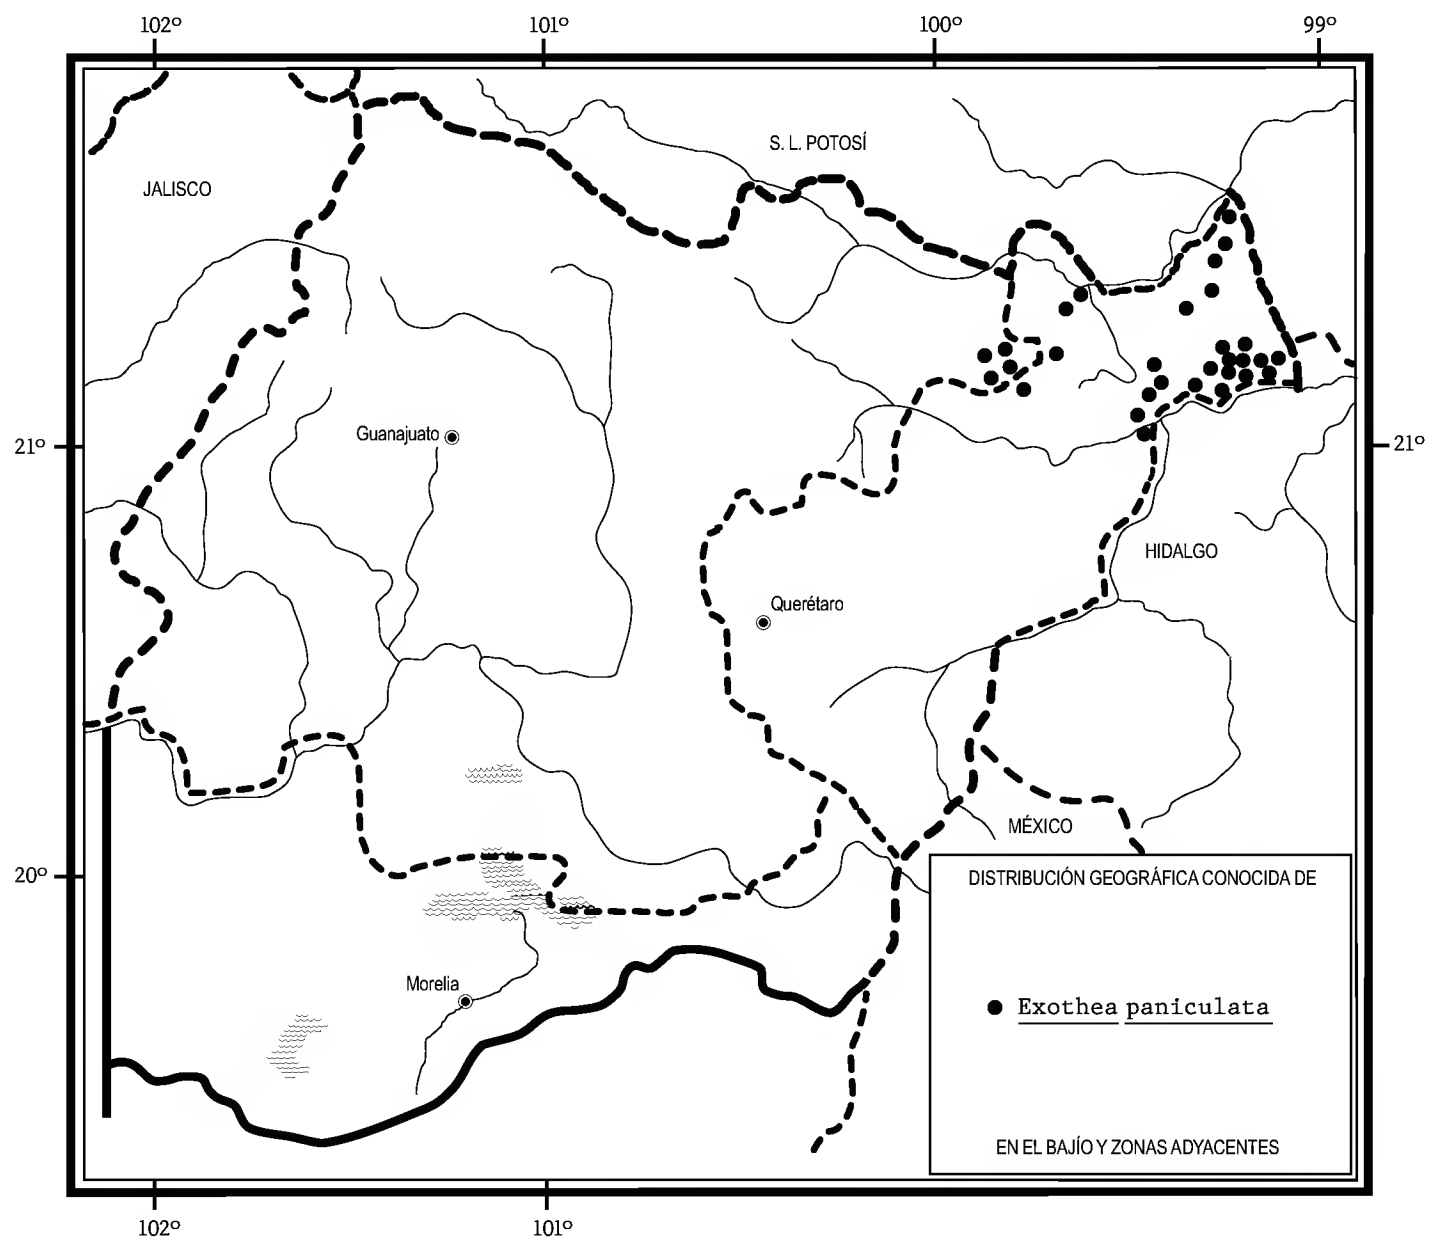 102º 101º 100º 99º
S. L. POTOSÍ
JALISCO
Guanajuato
21º 21º
HIDALGO
Querétaro
MÉXICO
20º
DISTRIBUCIÓN GEOGRÁFICA CONOCIDA DE
Morelia
Exothea paniculata
EN EL BAJÍO Y ZONAS ADYACENTES
102º 101º